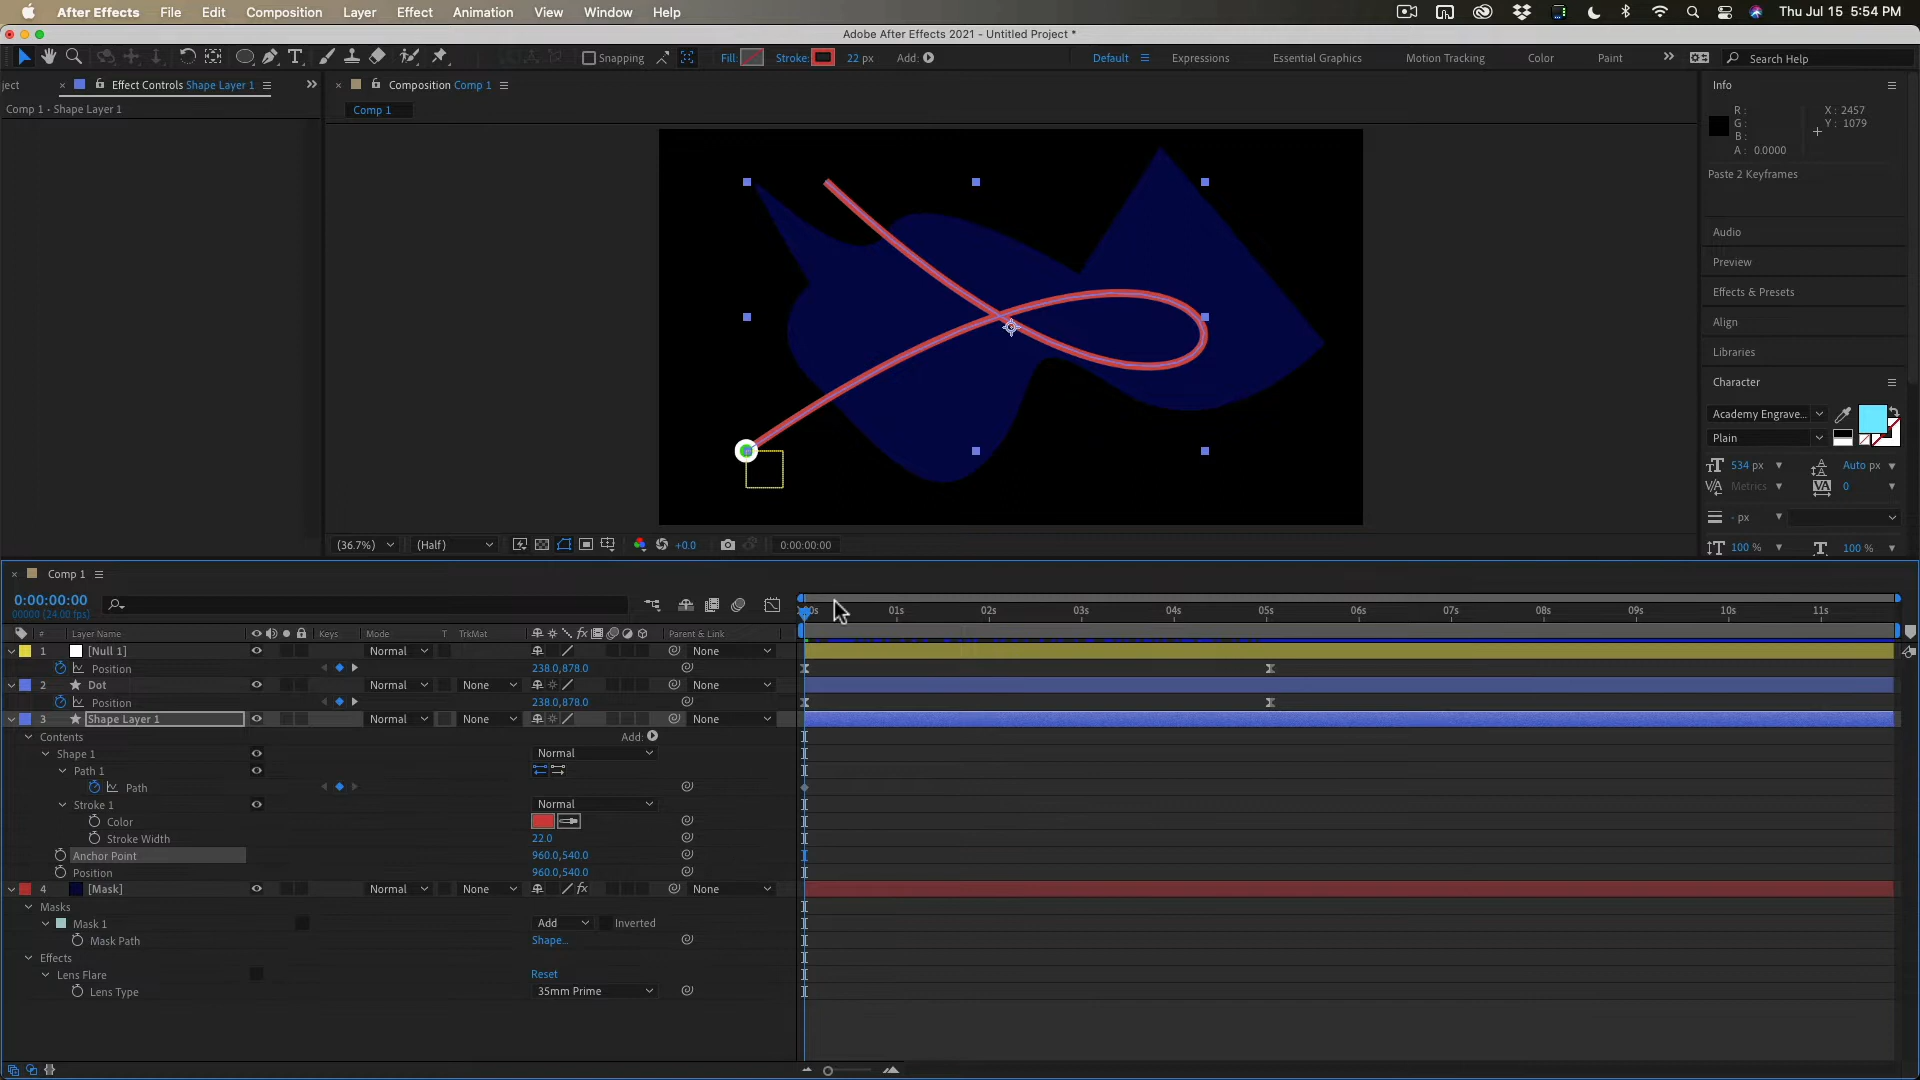 After Effects File Edit Composition Layer Effect Animation View Window Help Thu Jul 15 5:54 PM
Adobe After Effects 2021 - Untitled Project *
Snapping Fill: Stroke: 22 px Add: Default Expressions Essential Graphics Motion Tracking Color Paint Search Help
ject Effect Controls Shape Layer 1 Composition Comp 1 Info
Comp 1 • Shape Layer 1 Comp 1
R : X : 2457
G : Y : 1079
B :
A : 0.0000
Paste 2 Keyframes
Audio
Preview
Effects & Presets
Align
Libraries
Character
Academy Engrave...
Plain
534 px Auto px
Metrics 0
- px
100 % 100 %
(36.7%) (Half) +0.0 0:00:00:00
Comp 1
0:00:00:00
00000 (24.00 fps)
00s 01s 02s 03s 04s 05s 06s 07s 08s 09s 10s 11s
# Layer Name Keys Mode T TrkMat Parent & Link
1 [Null 1] Normal None
Position 238.0,878.0
2 Dot Normal None None
Position 238.0,878.0
3 Shape Layer 1 Normal None None
Contents Add:
Shape 1 Normal
Path 1
Path
Stroke 1 Normal
Color
Stroke Width 22.0
Anchor Point 960.0,540.0
Position 960.0,540.0
4 [Mask] Normal None None
Masks
Mask 1 Add Inverted
Mask Path Shape...
Effects
Lens Flare Reset
Lens Type 35mm Prime